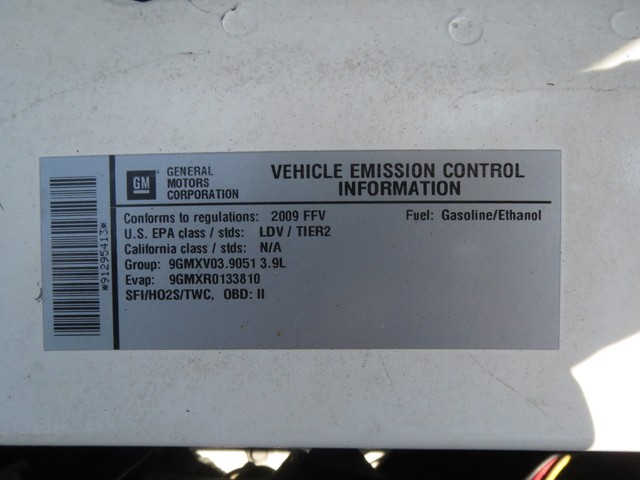 *91295413*
GM
GENERAL
MOTORS
CORPORATION
VEHICLE EMISSION CONTROL
INFORMATION
Conforms to regulations: 2009 FFV
Fuel: Gasoline/Ethanol
U.S. EPA class / stds: LDV / TIER2
California class / stds: N/A
Group: 9GMXV03.9051 3.9L
Evap: 9GMXR0133810
SFI/HO2S/TWC, OBD: II